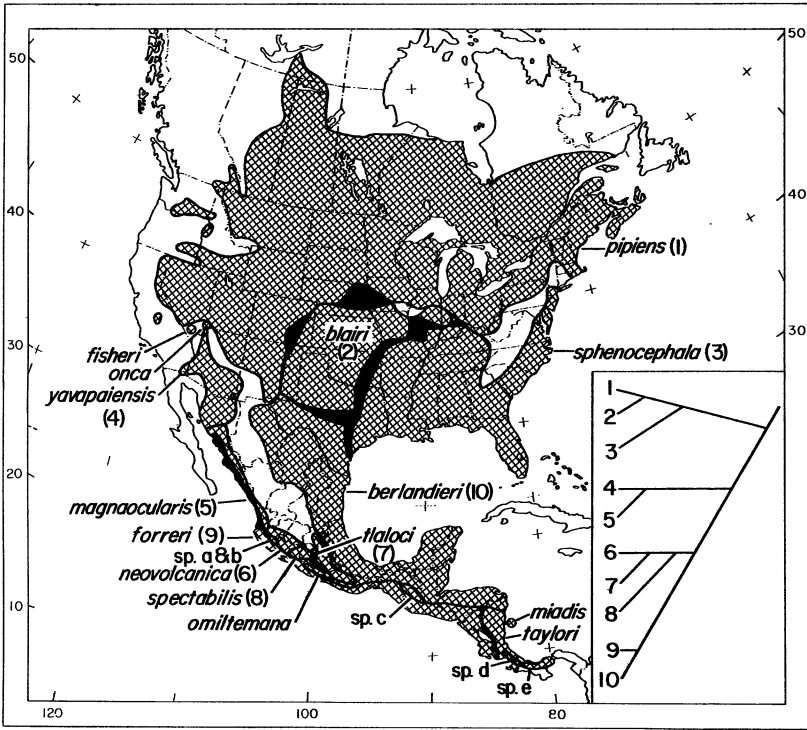 50
50
40
40
pipiens (1)
blairi
(2)
30
30
fisheri
sphenocephala (3)
onca
yavapaiensis
(4)
1
2
3
20
berlandieri (10)
4
magnaocularis (5)
5
forreri (9)
tlaloci
(7)
sp. a & b
6
neovolcanica (6)
7
spectabilis (8)
8
10
omiltemana
sp. c
miadis
taylori
9
sp. d
sp. e
10
120
100
80